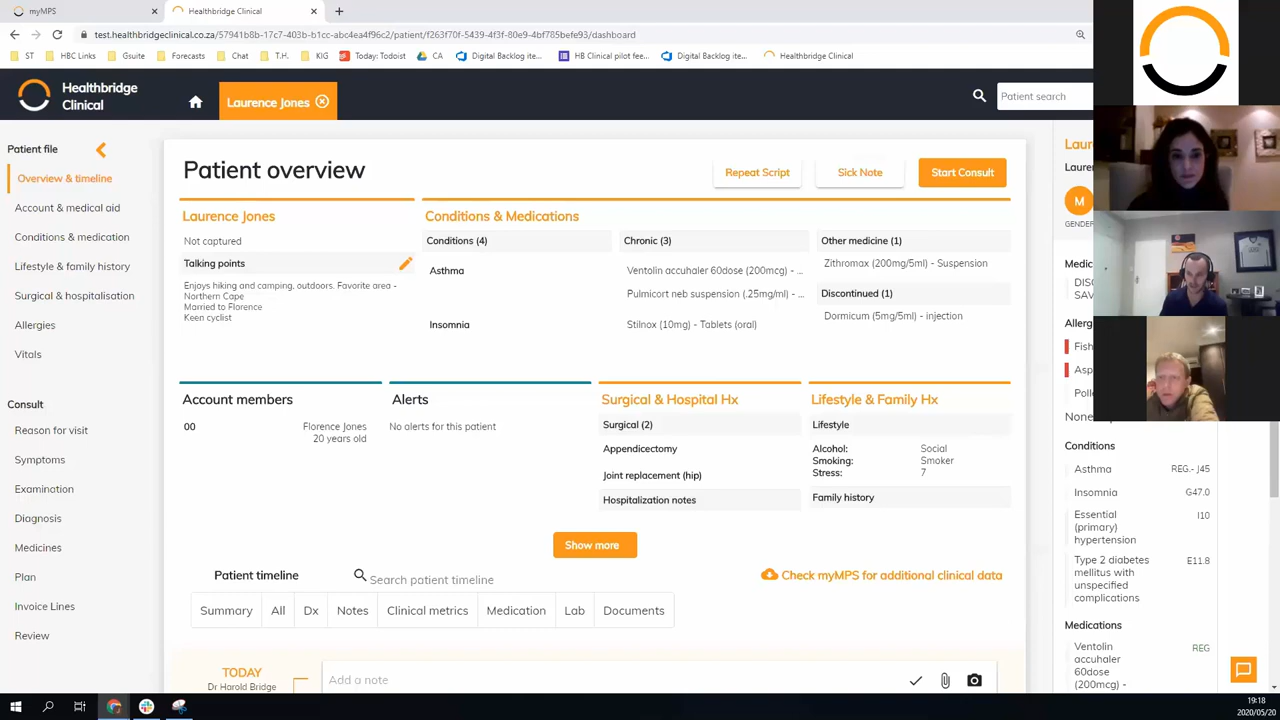 myMPS
Healthbridge Clinical
test.healthbridgeclinical.co.za/57941b8b-17c7-403b-b1cc-abc4ea4f96c2/patient/f263f70f-5439-4f3f-80e9-4bf785befe93/dashboard
ST
HBC Links
Gsuite
Forecasts
Chat
T.H.
KIG
Today: Todoist
CA
Digital Backlog ite...
HB Clinical pilot fee...
Digital Backlog ite...
Healthbridge Clinical
Healthbridge
Clinical
Laurence Jones
Patient search
Patient file
Overview & timeline
Account & medical aid
Conditions & medication
Lifestyle & family history
Surgical & hospitalisation
Allergies
Vitals
Consult
Reason for visit
Symptoms
Examination
Diagnosis
Medicines
Plan
Invoice Lines
Review
Patient overview
Repeat Script
Sick Note
Start Consult
Laurence Jones
Not captured
Talking points
Enjoys hiking and camping, outdoors. Favorite area -
Northern Cape
Married to Florence
Keen cyclist
Conditions & Medications
Conditions (4)
Chronic (3)
Other medicine (1)
Asthma
Ventolin accuhaler 60dose (200mcg) - ...
Pulmicort neb suspension (.25mg/ml) - ...
Zithromax (200mg/5ml) - Suspension
Discontinued (1)
Dormicum (5mg/5ml) - injection
Insomnia
Stilnox (10mg) - Tablets (oral)
Account members
00
Florence Jones
20 years old
Alerts
No alerts for this patient
Surgical & Hospital Hx
Surgical (2)
Appendicectomy
Joint replacement (hip)
Hospitalization notes
Lifestyle & Family Hx
Lifestyle
Alcohol: Social
Smoking: Smoker
Stress: 7
Family history
Show more
Patient timeline
Search patient timeline
Check myMPS for additional clinical data
Summary
All
Dx
Notes
Clinical metrics
Medication
Lab
Documents
TODAY
Dr Harold Bridge
Add a note
M
Conditions
Asthma REG.- J45
Insomnia G47.0
Essential I10
(primary)
hypertension
Type 2 diabetes E11.8
mellitus with
unspecified
complications
Medications
Ventolin REG
accuhaler
60dose
(200mcg) -
19:18
2020/05/20